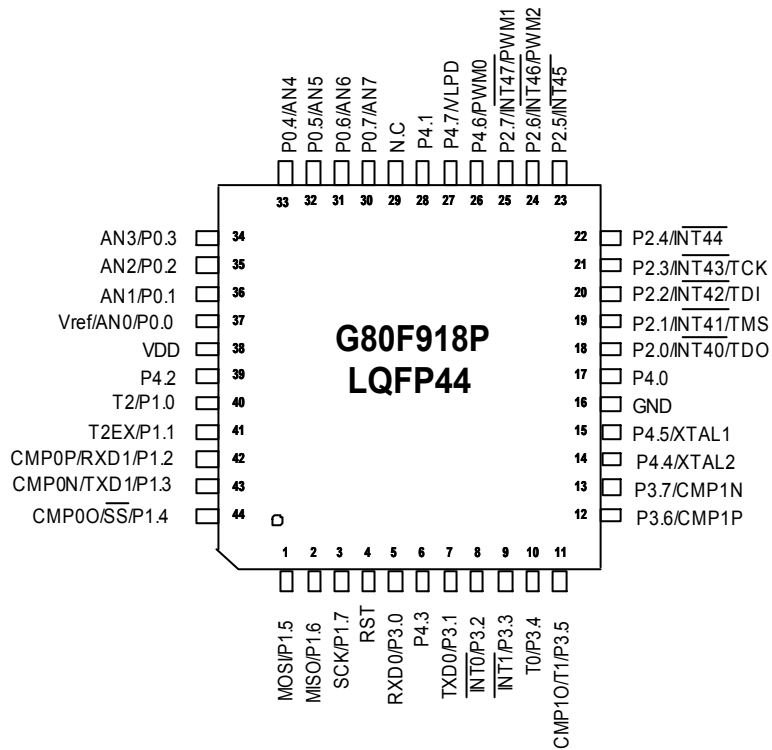 P0.4/AN4
P0.5/AN5
P0.6/AN6
P0.7/AN7
N.C
P4.1
P4.7/VLPD
P4.6/PWM0
P2.7/INT47/PWM1
P2.6/INT46/PWM2
P2.5/INT45
33 32 31 30 29 28 27 26 25 24 23
AN3/P0.3 34
AN2/P0.2 35
AN1/P0.1 36
Vref/AN0/P0.0 37
VDD 38
P4.2 39
T2/P1.0 40
T2EX/P1.1 41
CMP0P/RXD1/P1.2 42
CMP0N/TXD1/P1.3 43
CMP0O/SS/P1.4 44
G80F918P
LQFP44
22 P2.4/INT44
21 P2.3/INT43/TCK
20 P2.2/INT42/TDI
19 P2.1/INT41/TMS
18 P2.0/INT40/TDO
17 P4.0
16 GND
15 P4.5/XTAL1
14 P4.4/XTAL2
13 P3.7/CMP1N
12 P3.6/CMP1P
1 2 3 4 5 6 7 8 9 10 11
MOSI/P1.5
MISO/P1.6
SCK/P1.7
RST
RXD0/P3.0
P4.3
TXD0/P3.1
INT0/P3.2
INT1/P3.3
T0/P3.4
CMP1O/T1/P3.5